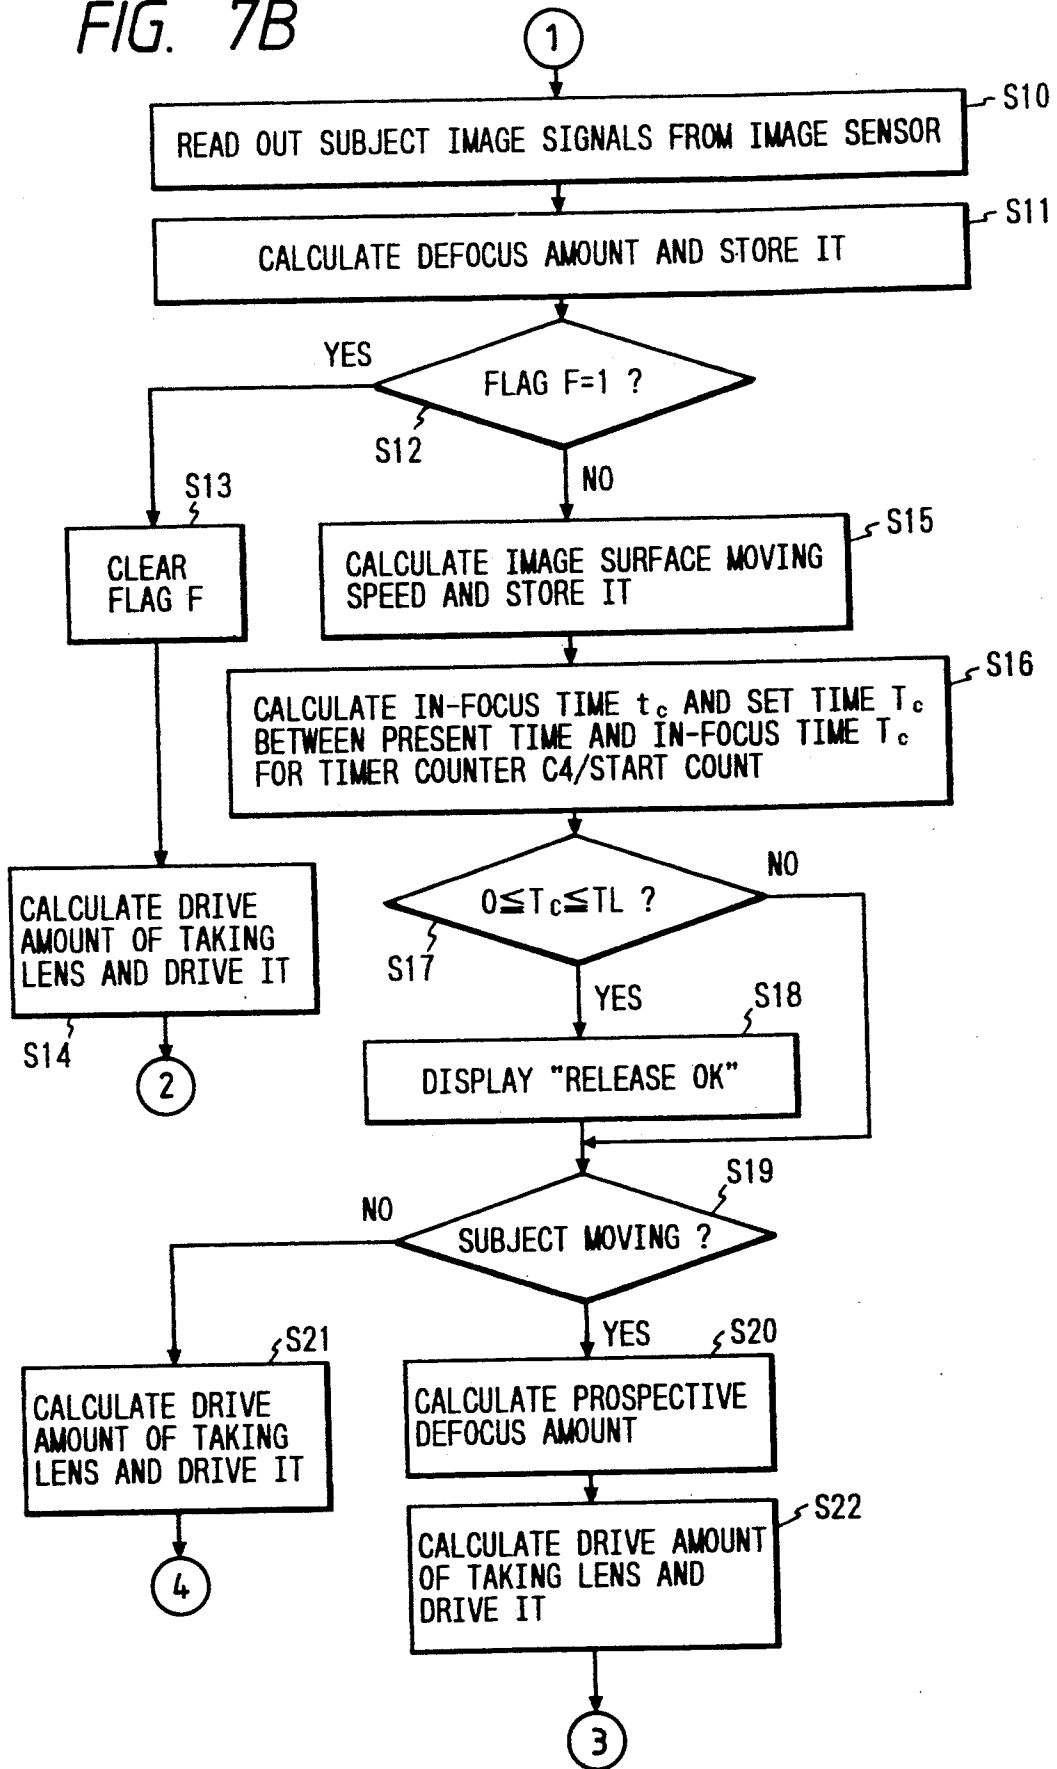 FIG. 7B
1
S10
READ OUT SUBJECT IMAGE SIGNALS FROM IMAGE SENSOR
S11
CALCULATE DEFOCUS AMOUNT AND STORE IT
YES
FLAG F=1 ?
S12
NO
S13
CLEAR
FLAG F
S15
CALCULATE IMAGE SURFACE MOVING
SPEED AND STORE IT
S16
CALCULATE IN-FOCUS TIME tc AND SET TIME Tc
BETWEEN PRESENT TIME AND IN-FOCUS TIME Tc
FOR TIMER COUNTER C4/START COUNT
CALCULATE DRIVE
AMOUNT OF TAKING
LENS AND DRIVE IT
S14
2
0≦Tc≦TL ?
NO
S17
YES
S18
DISPLAY "RELEASE OK"
S19
NO
SUBJECT MOVING ?
YES
S21
CALCULATE DRIVE
AMOUNT OF TAKING
LENS AND DRIVE IT
4
S20
CALCULATE PROSPECTIVE
DEFOCUS AMOUNT
S22
CALCULATE DRIVE AMOUNT
OF TAKING LENS AND
DRIVE IT
3